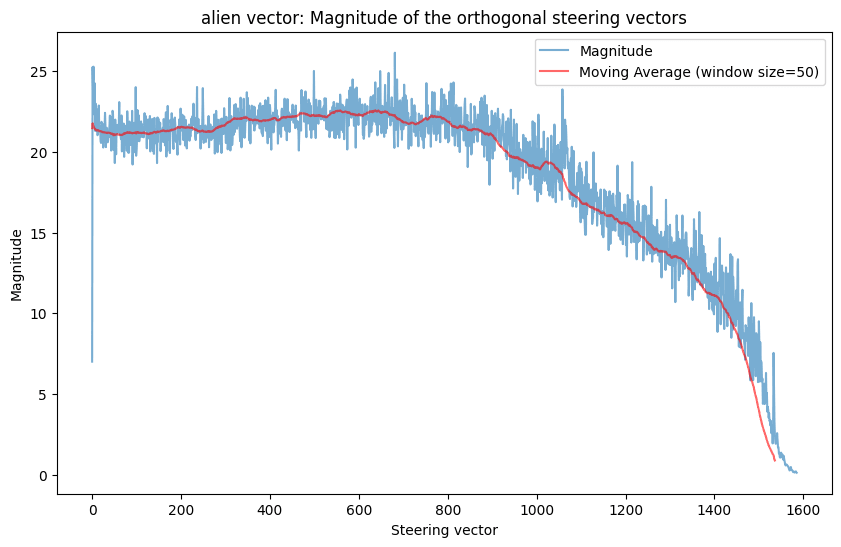 alien vector: Magnitude of the orthogonal steering vectors
Magnitude
Moving Average (window size=50)
Magnitude
25
20
15
10
5
0
0 200 400 600 800 1000 1200 1400 1600
Steering vector